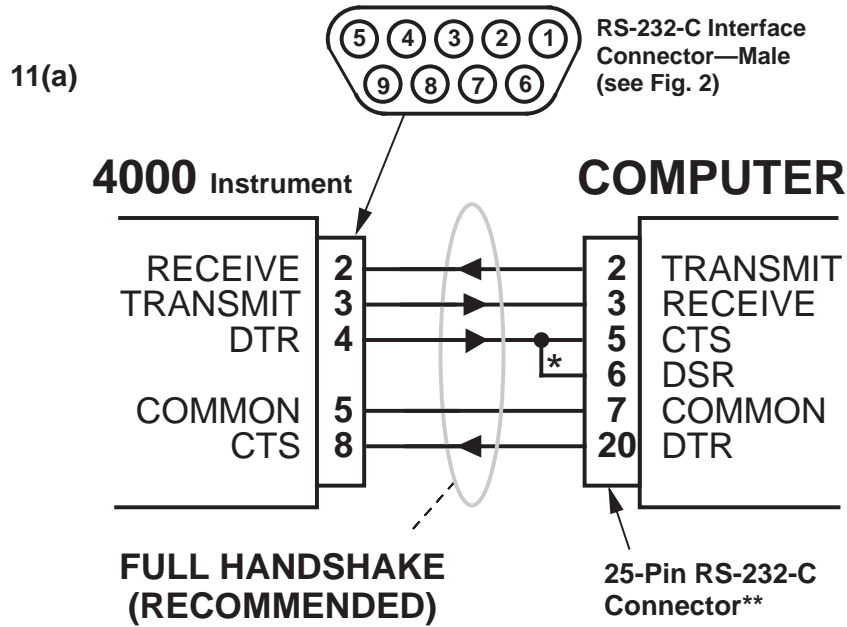 11(a)
5 4 3 2 1
9 8 7 6
RS-232-C Interface
Connector—Male
(see Fig. 2)
4000 Instrument
COMPUTER
RECEIVE 2 2 TRANSMIT
TRANSMIT 3 3 RECEIVE
DTR 4 5 CTS
* 6 DSR
COMMON 5 7 COMMON
CTS 8 20 DTR
FULL HANDSHAKE
(RECOMMENDED)
25-Pin RS-232-C
Connector**